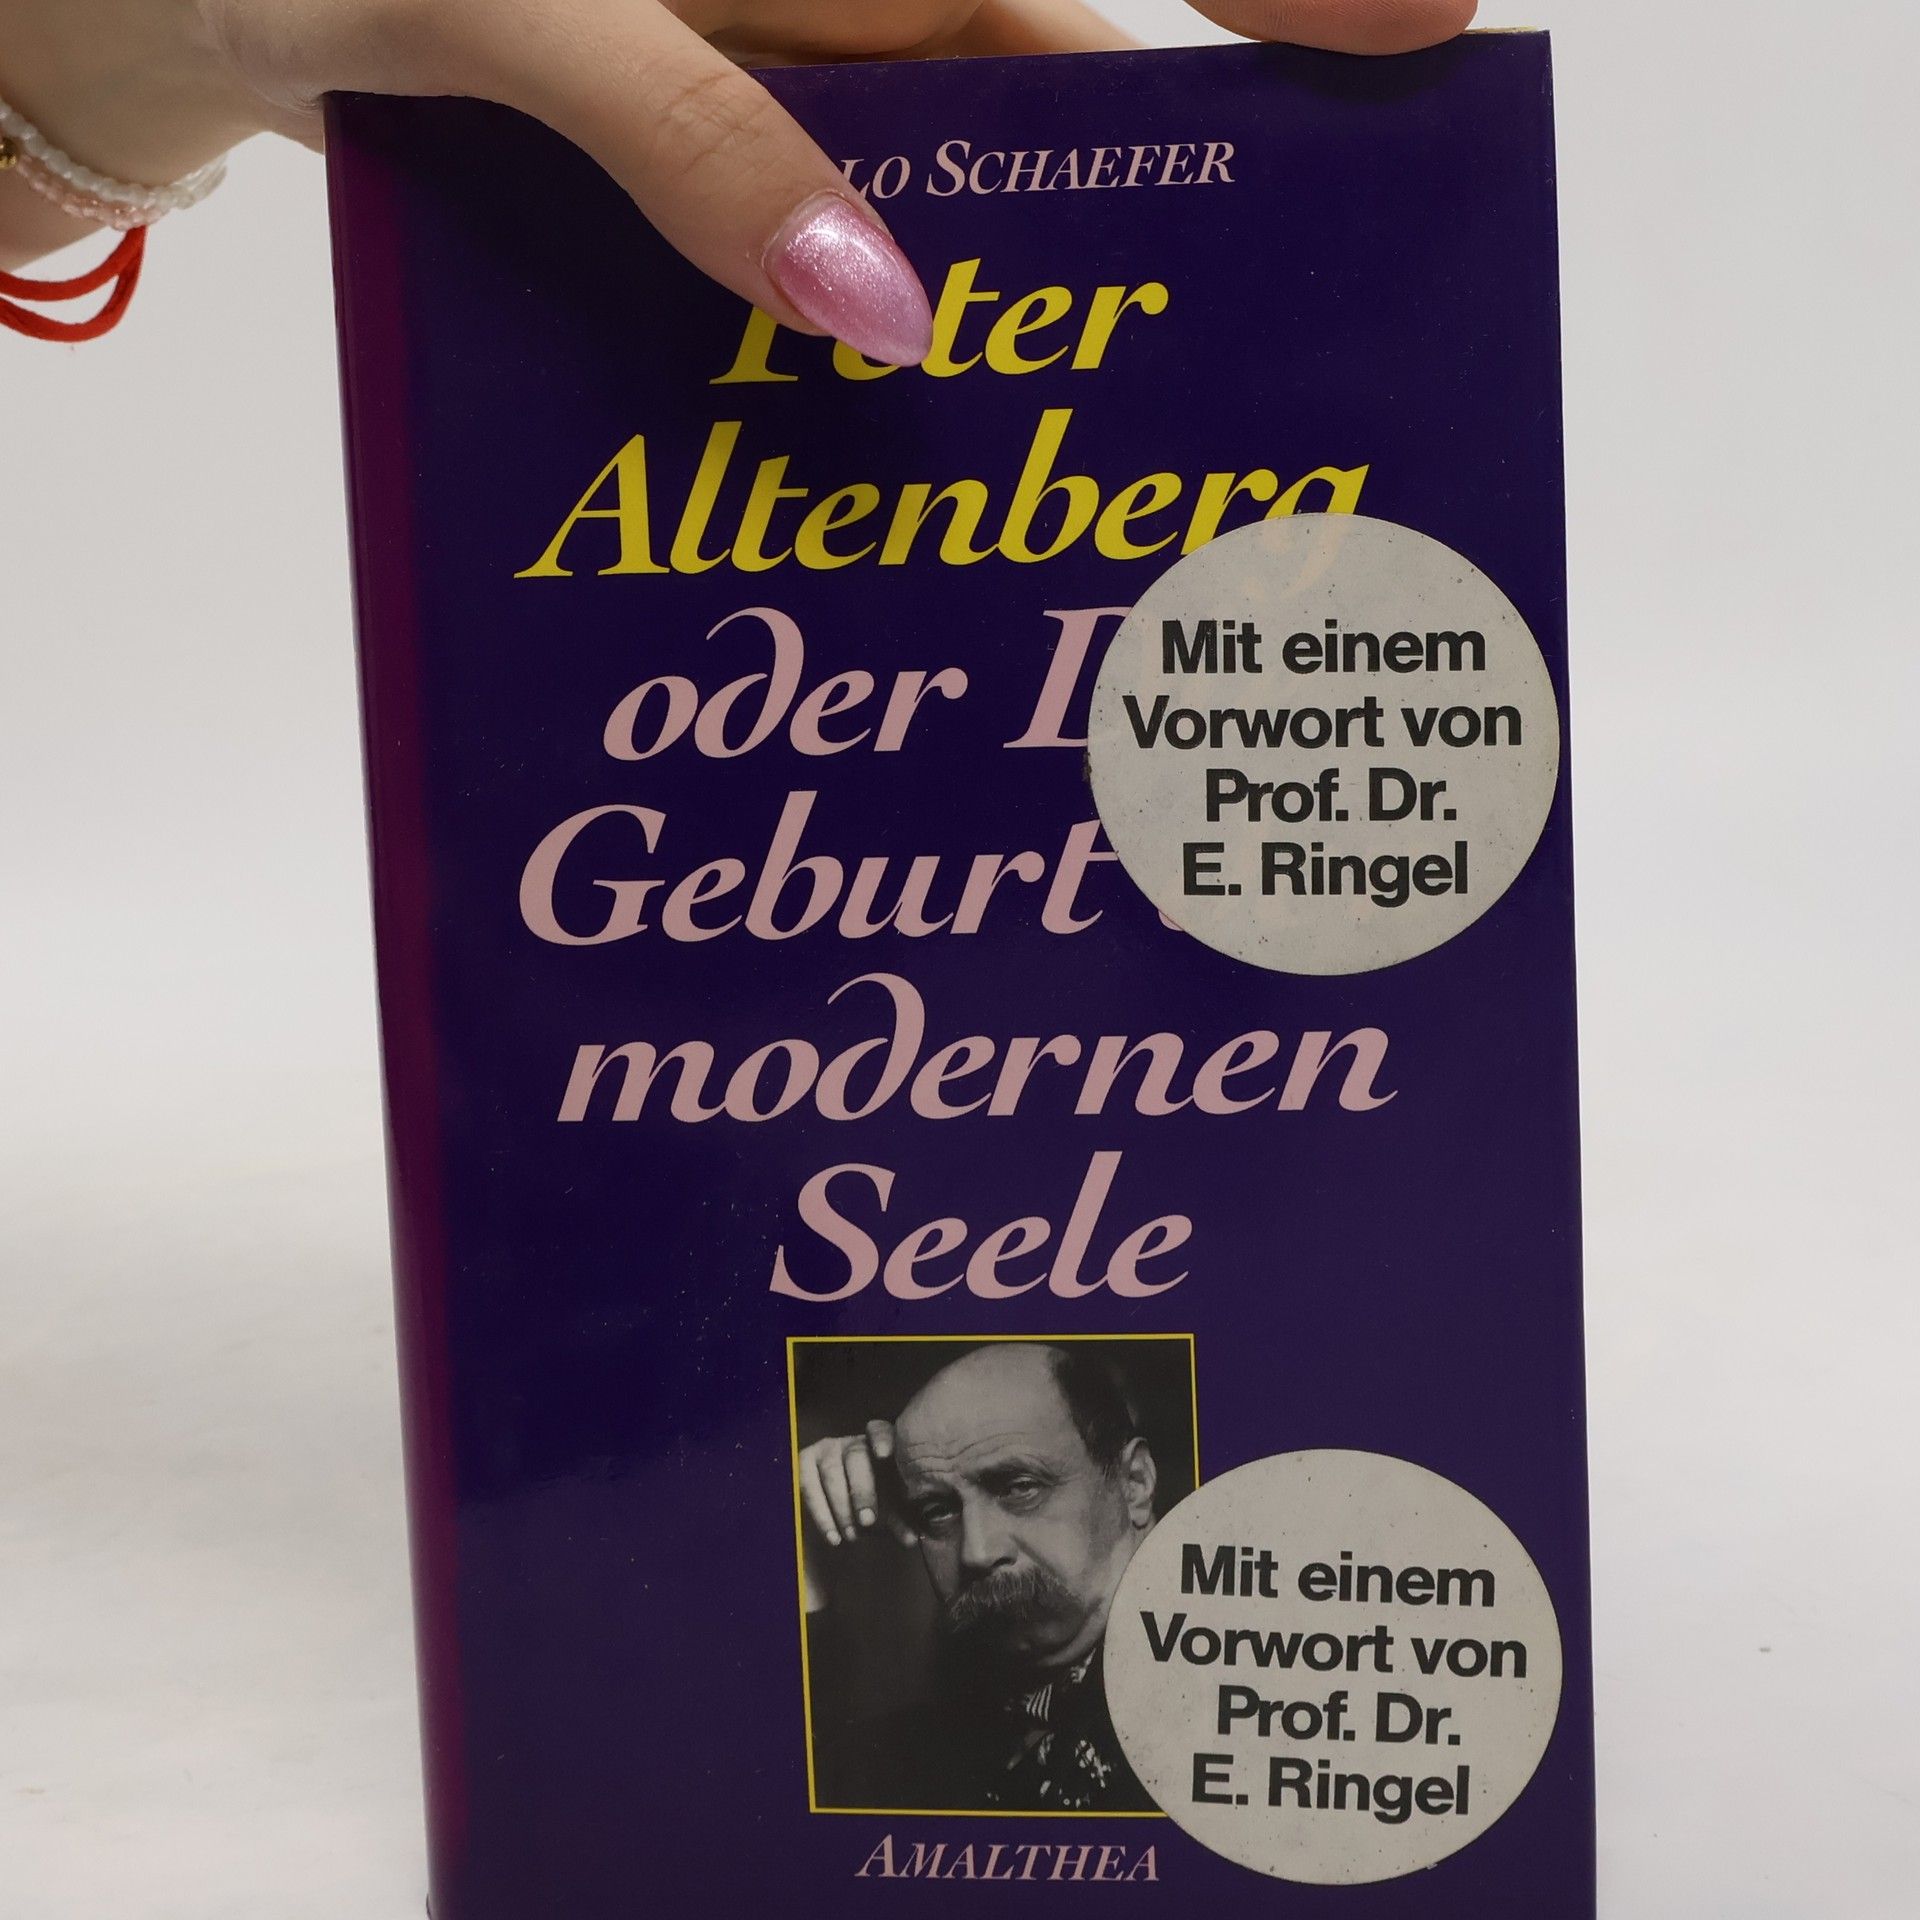 SCHAEFER
Peter
Altenberg
oder
Geburt
modernen
Seele
Mit einem
Vorwort von
Prof. Dr.
E. Ringel
Mit einem
Vorwort von
Prof. Dr.
E. Ringel
AMALTHEA